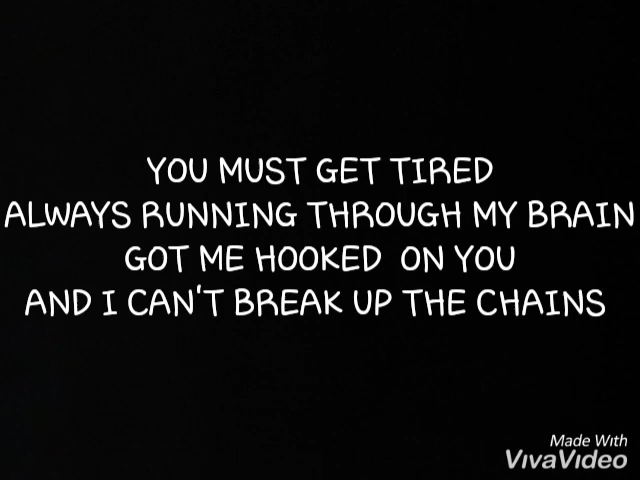 YOU MUST GET TIRED
ALWAYS RUNNING THROUGH MY BRAIN
GOT ME HOOKED  ON YOU
AND I CAN'T BREAK UP THE CHAINS
Made With
VivaVideo